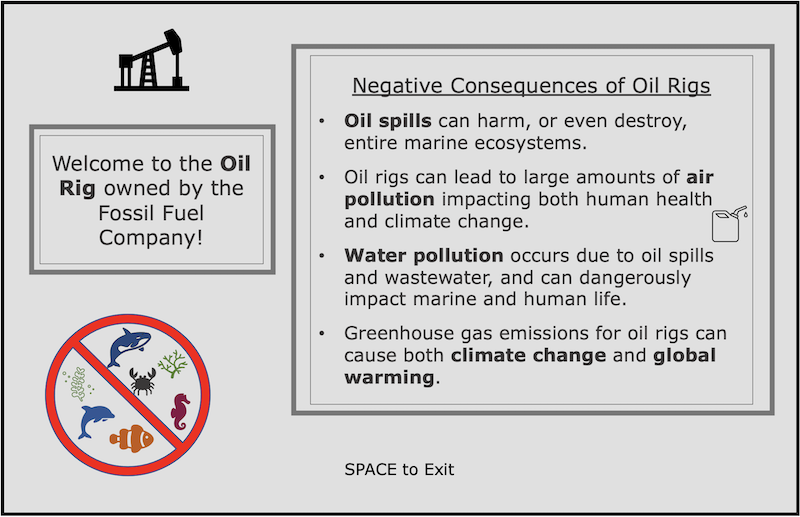 Welcome to the Oil
Rig owned by the
Fossil Fuel
Company!
Negative Consequences of Oil Rigs
• Oil spills can harm, or even destroy,
entire marine ecosystems.
• Oil rigs can lead to large amounts of air
pollution impacting both human health
and climate change.
• Water pollution occurs due to oil spills
and wastewater, and can dangerously
impact marine and human life.
• Greenhouse gas emissions for oil rigs can
cause both climate change and global
warming.
SPACE to Exit